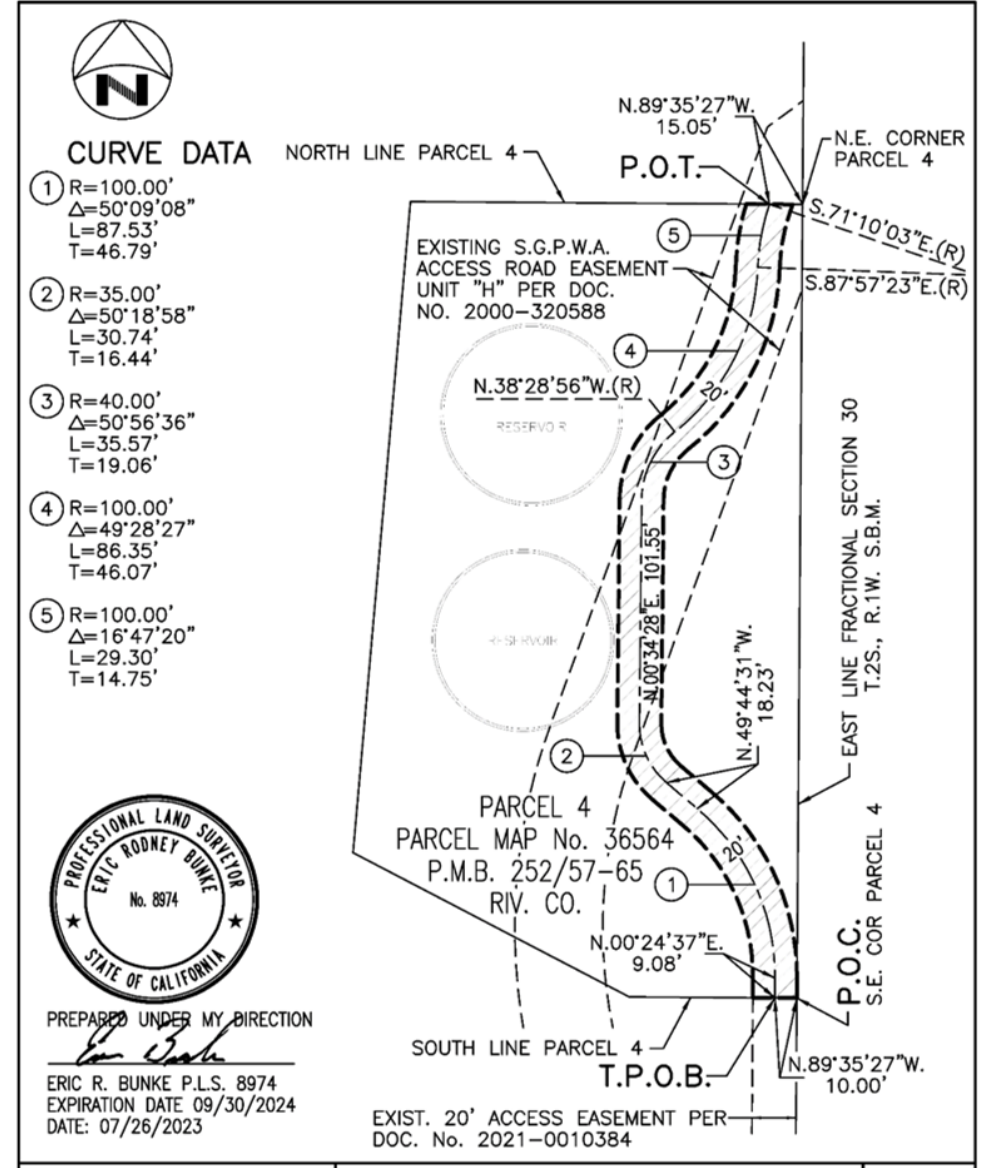 N
CURVE DATA
1 R=100.00'
Δ=50°09'08"
L=87.53'
T=46.79'
2 R=35.00'
Δ=50°18'58"
L=30.74'
T=16.44'
3 R=40.00'
Δ=50°56'36"
L=35.57'
T=19.06'
4 R=100.00'
Δ=49°28'27"
L=86.35'
T=46.07'
5 R=100.00'
Δ=16°47'20"
L=29.30'
T=14.75'
NORTH LINE PARCEL 4
N.89°35'27"W.
15.05'
P.O.T.
N.E. CORNER
PARCEL 4
S.71°10'03"E.(R)
5
S.87°57'23"E.(R)
EXISTING S.G.P.W.A.
ACCESS ROAD EASEMENT
UNIT "H" PER DOC.
NO. 2000-320588
4
N.38°28'56"W.(R)
20'
RESERVOIR
3
N.00°34'28"E. 101.55'
EAST LINE FRACTIONAL SECTION 30
T.2S., R.1W. S.B.M.
RESERVOIR
N.49°44'31"W.
18.23'
2
PARCEL 4
PARCEL MAP No. 36564
P.M.B. 252/57-65
RIV. CO.
20'
1
N.00°24'37"E.
9.08'
P.O.C.
S.E. COR PARCEL 4
SOUTH LINE PARCEL 4
T.P.O.B.
N.89°35'27"W.
10.00'
EXIST. 20' ACCESS EASEMENT PER
DOC. No. 2021-0010384
PROFESSIONAL LAND SURVEYOR
ERIC RODNEY BUNKE
No. 8974
STATE OF CALIFORNIA
PREPARED UNDER MY DIRECTION
ERIC R. BUNKE P.L.S. 8974
EXPIRATION DATE 09/30/2024
DATE: 07/26/2023